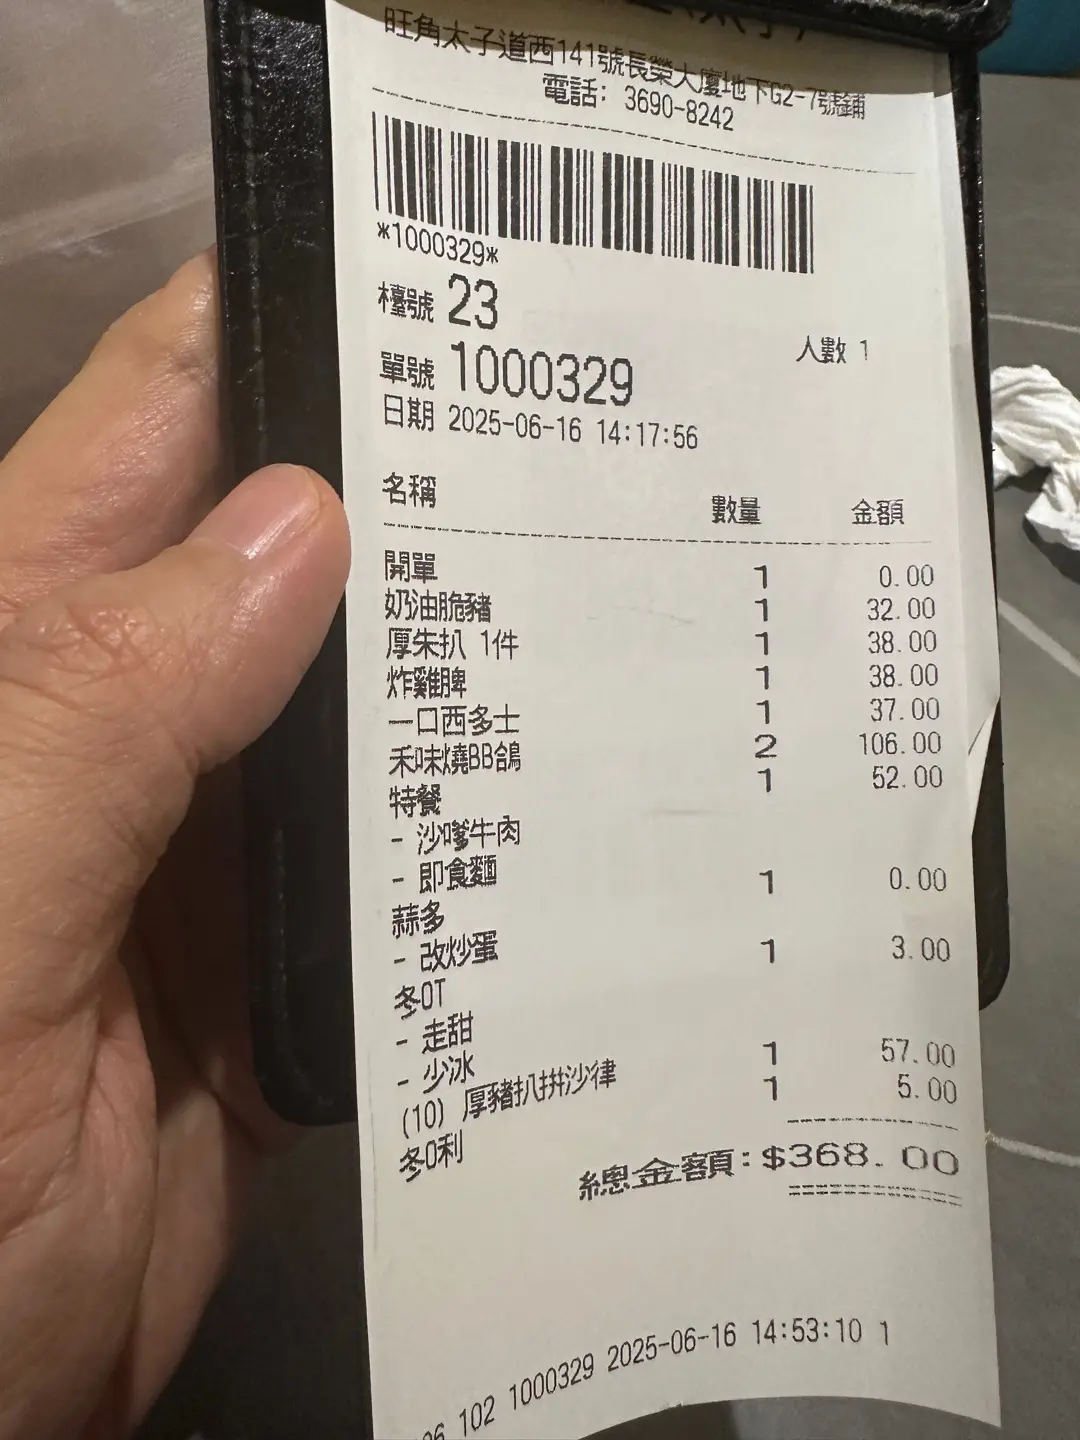 旺角太子道西141號長榮大廈地下G2-7號鋪
電話: 3690-8242
*1000329*
檯號 23
人數 1
單號 1000329
日期 2025-06-16 14:17:56
名稱 數量 金額
開單 1 0.00
奶油脆豬 1 32.00
厚朱扒 1件 1 38.00
炸雞脾 1 38.00
一口西多士 1 37.00
禾味燒BB鴿 2 106.00
特餐 1 52.00
- 沙嗲牛肉
- 即食麵
蒜多 1 0.00
- 改炒蛋
冬OT 1 3.00
- 走甜
- 少冰
(10) 厚豬扒拼沙律 1 57.00
冬0利 1 5.00
總金額:$368.00
102 1000329 2025-06-16 14:53:10 1